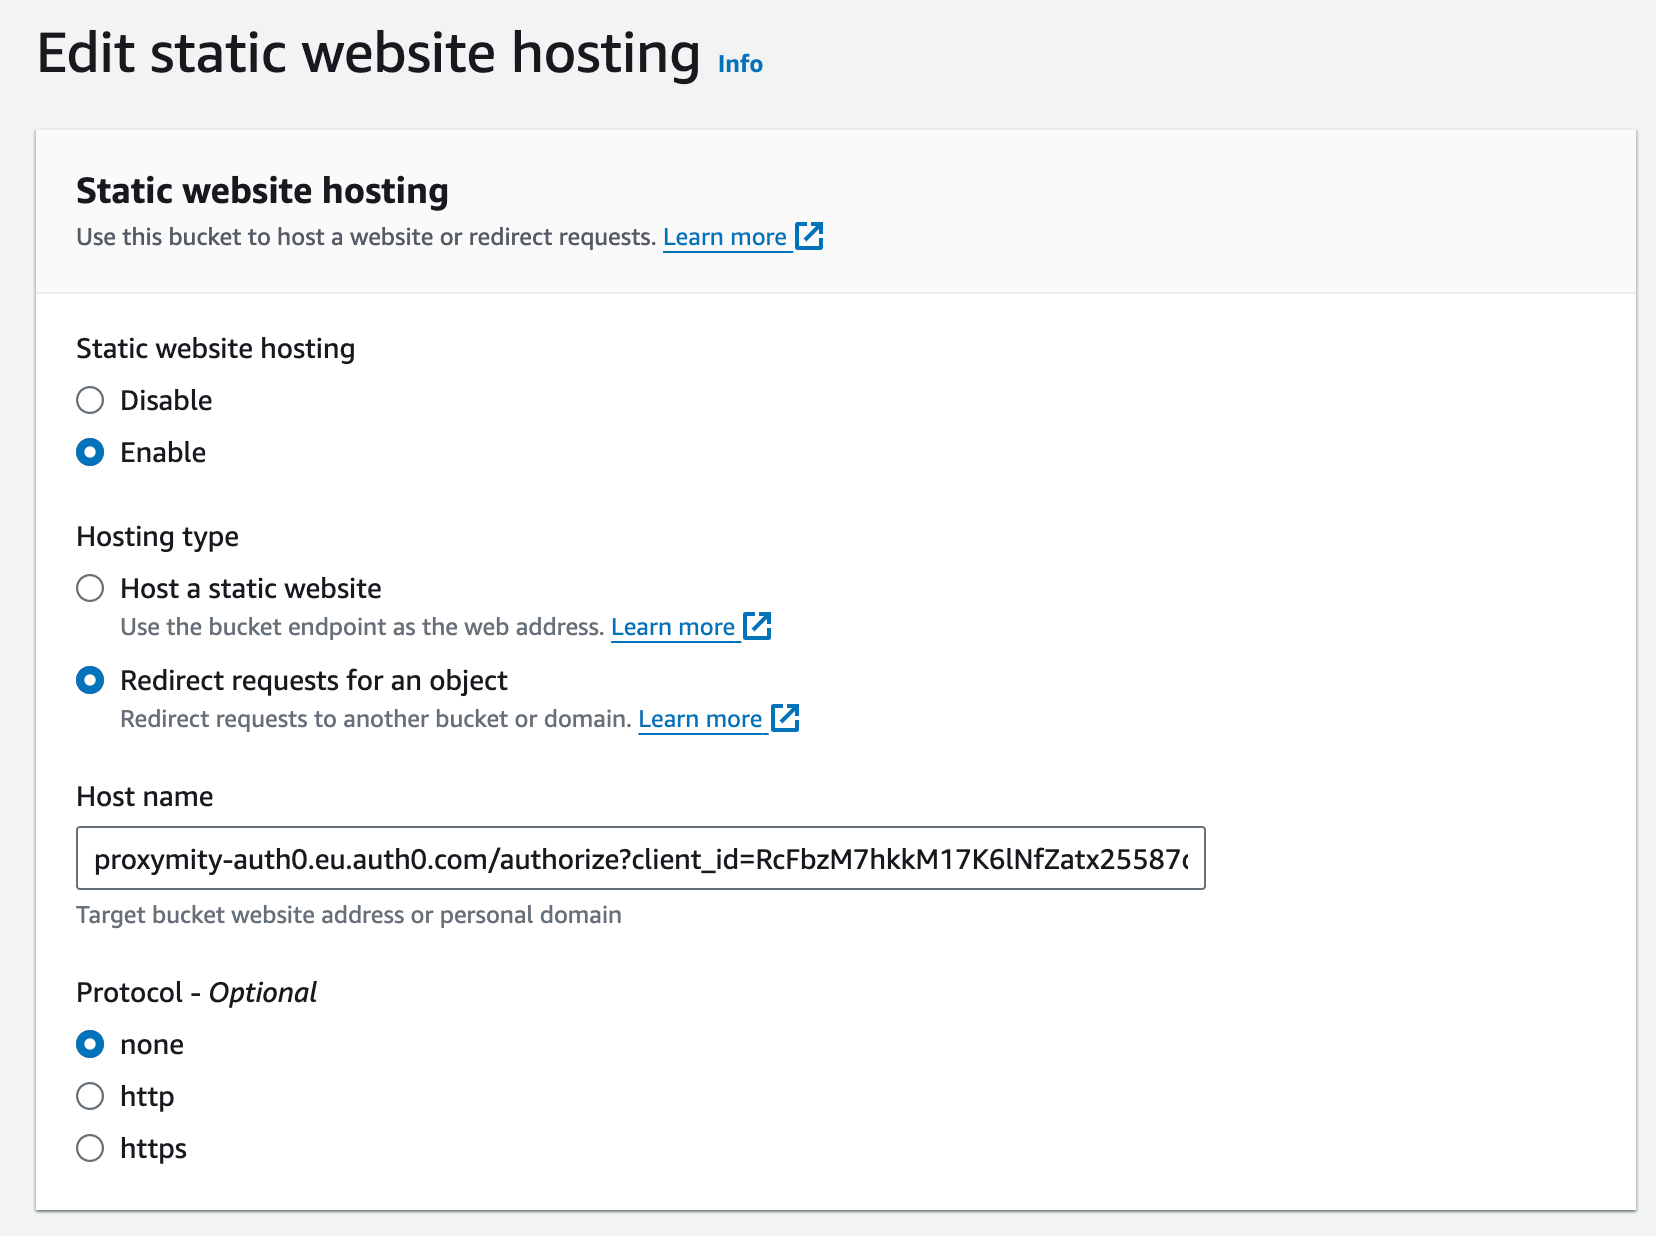 Edit static website hosting Info
Static website hosting
Use this bucket to host a website or redirect requests. Learn more
Static website hosting
Disable
Enable
Hosting type
Host a static website
Use the bucket endpoint as the web address. Learn more
Redirect requests for an object
Redirect requests to another bucket or domain. Learn more
Host name
proxymity-auth0.eu.auth0.com/authorize?client_id=RcFbzM7hkkM17K6lNfZatx25587
Target bucket website address or personal domain
Protocol - Optional
none
http
https